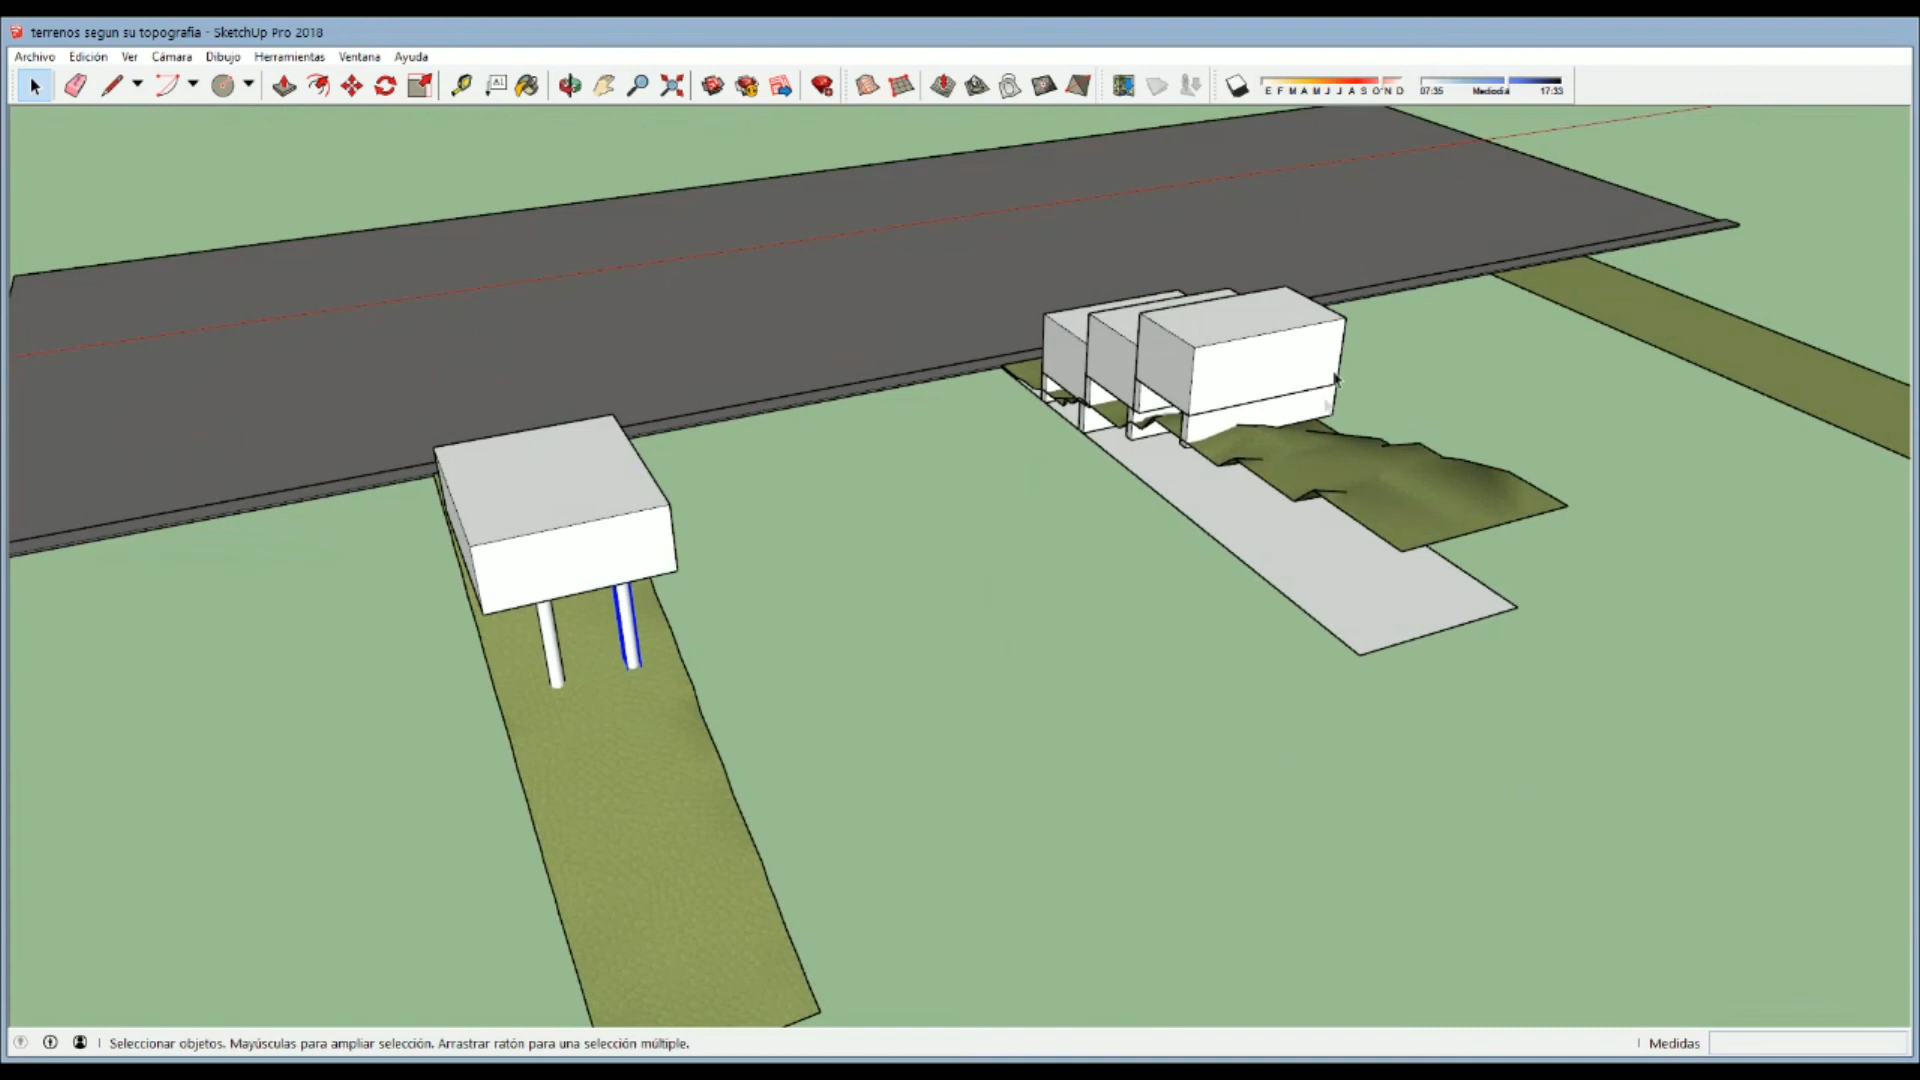 terrenos segun su topografia - SketchUp Pro 2018
Archivo Edición Ver Cámara Dibujo Herramientas Ventana Ayuda
A1
E F M A M J J A S O N D 07:35 Mediodía 17:33
Seleccionar objetos. Mayúsculas para ampliar selección. Arrastrar ratón para una selección múltiple.
Medidas